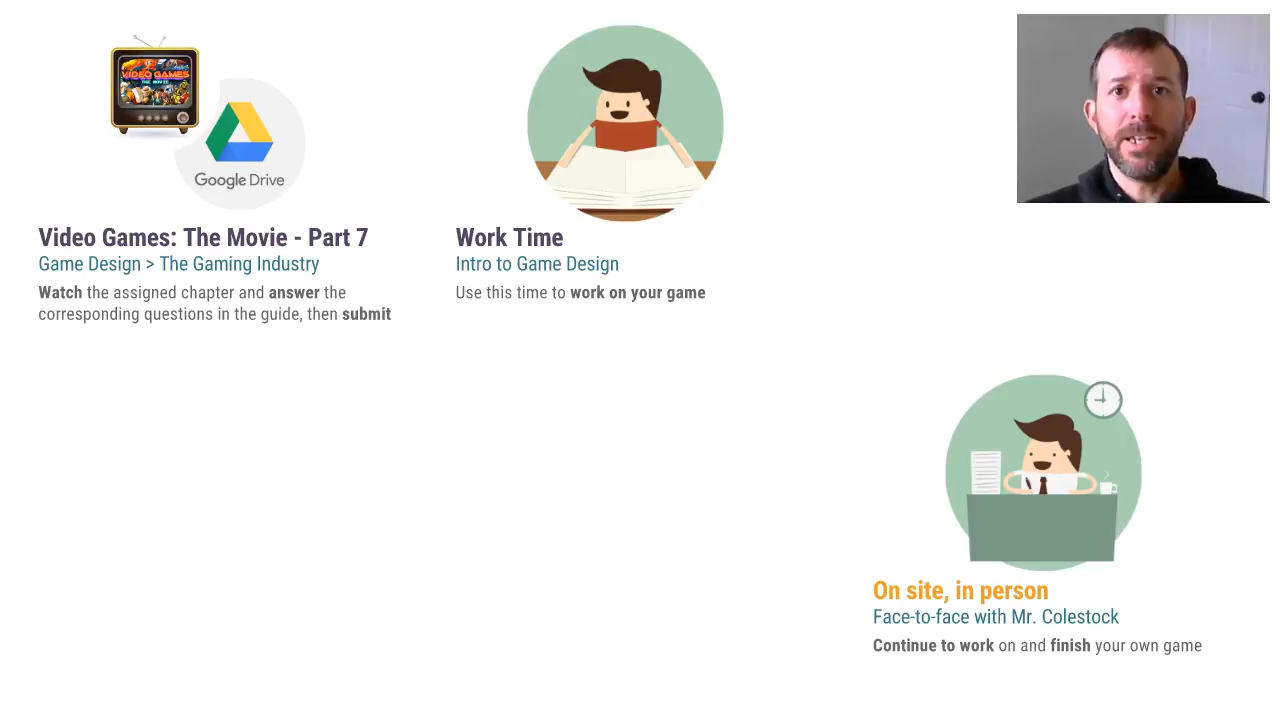 VIDEO GAMES
THE MOVIE
Google Drive
Video Games: The Movie - Part 7
Game Design > The Gaming Industry
Watch the assigned chapter and answer the
corresponding questions in the guide, then submit
Work Time
Intro to Game Design
Use this time to work on your game
On site, in person
Face-to-face with Mr. Colestock
Continue to work on and finish your own game